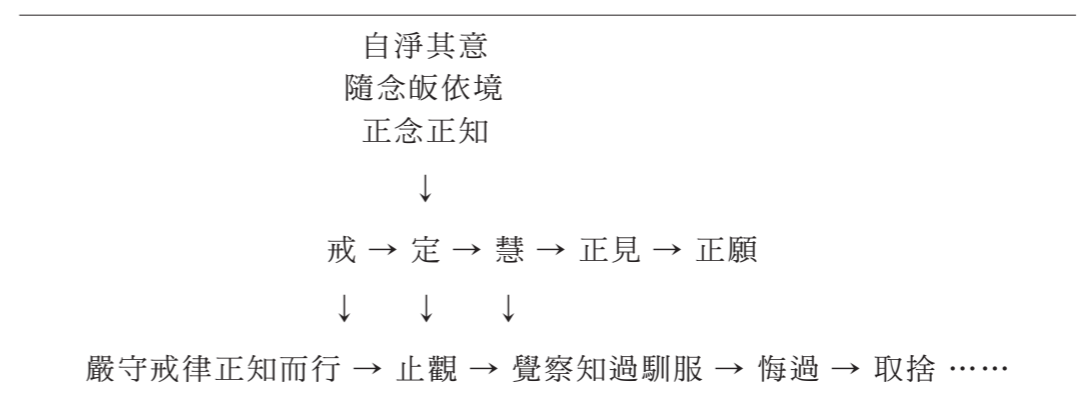 自淨其意
隨念皈依境
正念正知
↓
戒 → 定 → 慧 → 正見 → 正願
↓ ↓ ↓
嚴守戒律正知而行 → 止觀 → 覺察知過馴服 → 悔過 → 取捨 ……